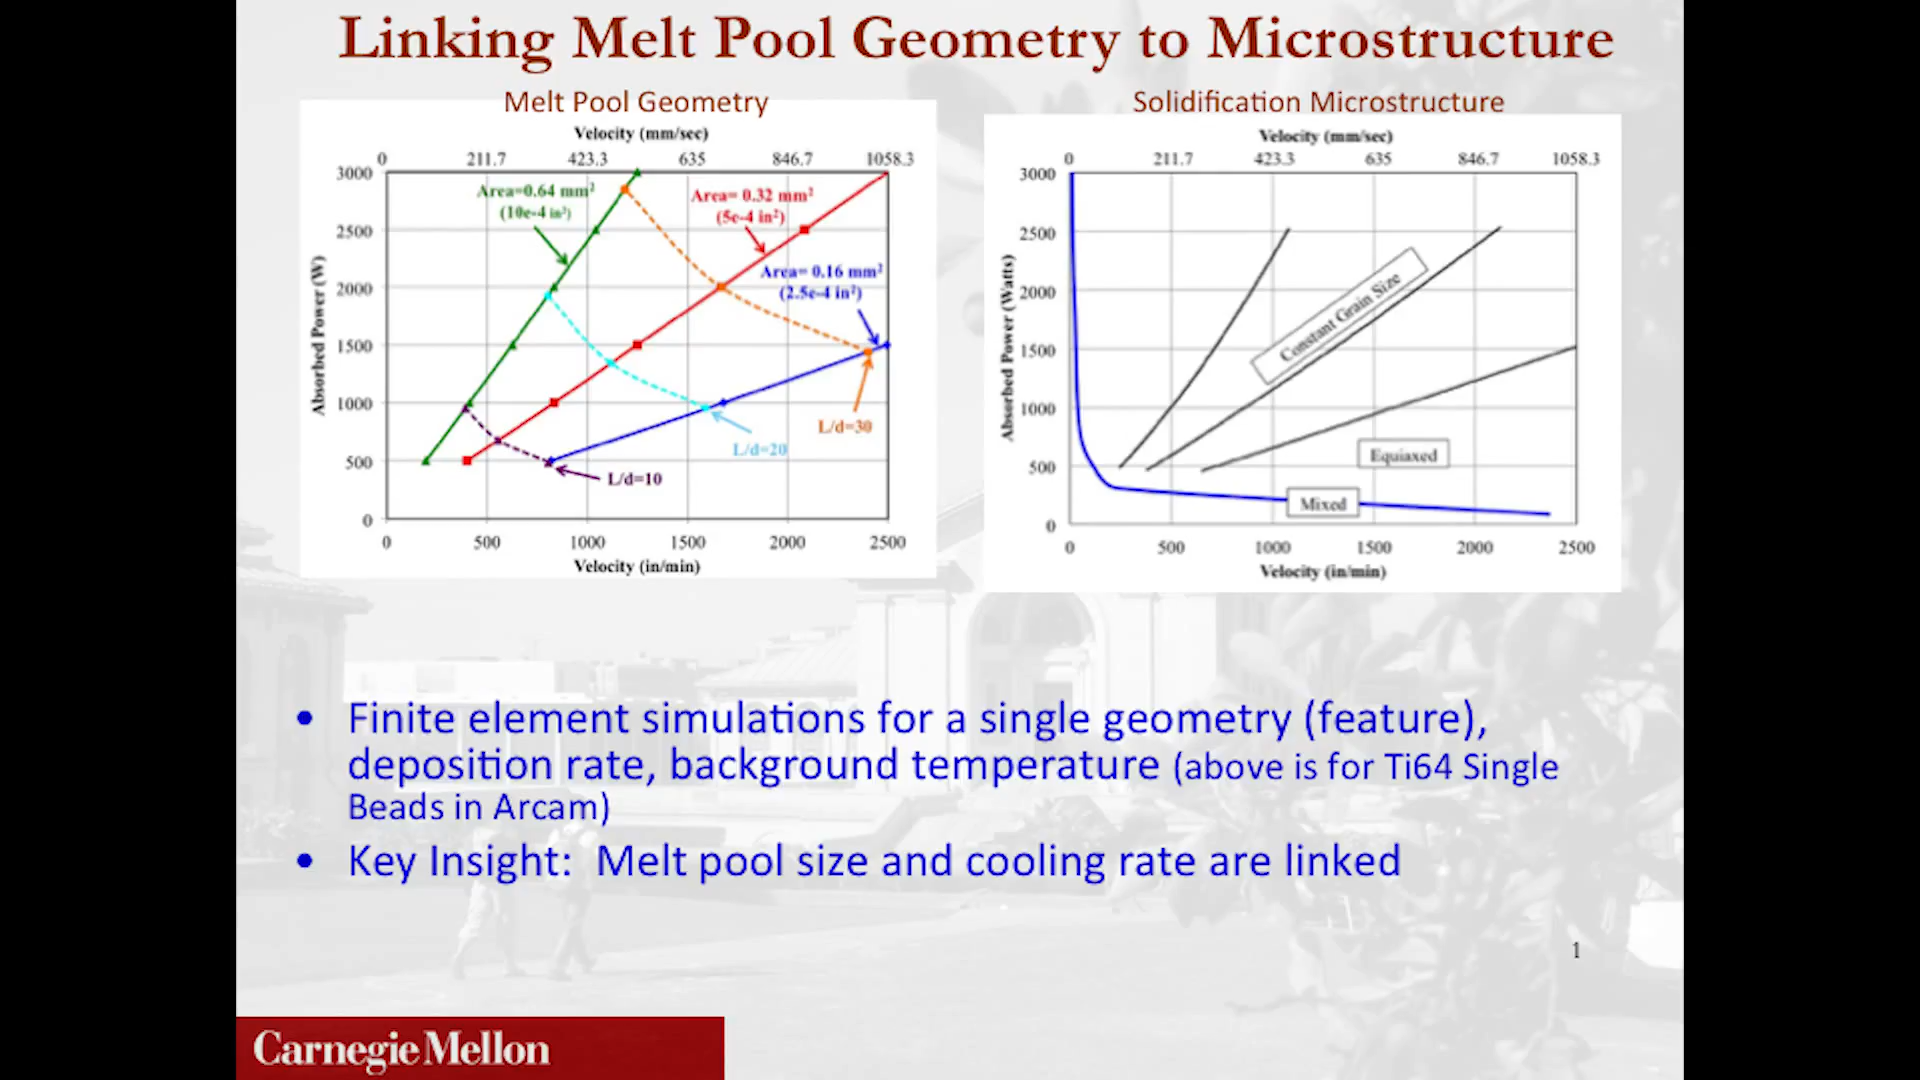 Linking Melt Pool Geometry to Microstructure
Melt Pool Geometry
Velocity (mm/sec)
0 211.7 423.3 635 846.7 1058.3
3000
2500
2000
1500
1000
500
0
Absorbed Power (W)
Area=0.64 mm²
(10e-4 in²)
Area= 0.32 mm²
(5e-4 in²)
Area= 0.16 mm²
(2.5e-4 in²)
L/d=30
L/d=20
L/d=10
0 500 1000 1500 2000 2500
Velocity (in/min)
Solidification Microstructure
Velocity (mm/sec)
0 211.7 423.3 635 846.7 1058.3
3000
2500
2000
1500
1000
500
0
Absorbed Power (Watts)
Constant Grain Size
Equiaxed
Mixed
0 500 1000 1500 2000 2500
Velocity (in/min)
• Finite element simulations for a single geometry (feature),
deposition rate, background temperature (above is for Ti64 Single
Beads in Arcam)
• Key Insight: Melt pool size and cooling rate are linked
1
Carnegie Mellon